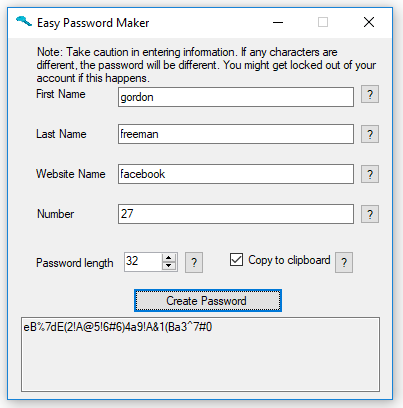 Easy Password Maker
Note: Take caution in entering information. If any characters are
different, the password will be different. You might get locked out of your
account if this happens.
First Name gordon ?
Last Name freeman ?
Website Name facebook ?
Number 27 ?
Password length 32 ? Copy to clipboard ?
Create Password
eB%7dE(2!A@5!6#6)4a9!A&1(Ba3^7#0